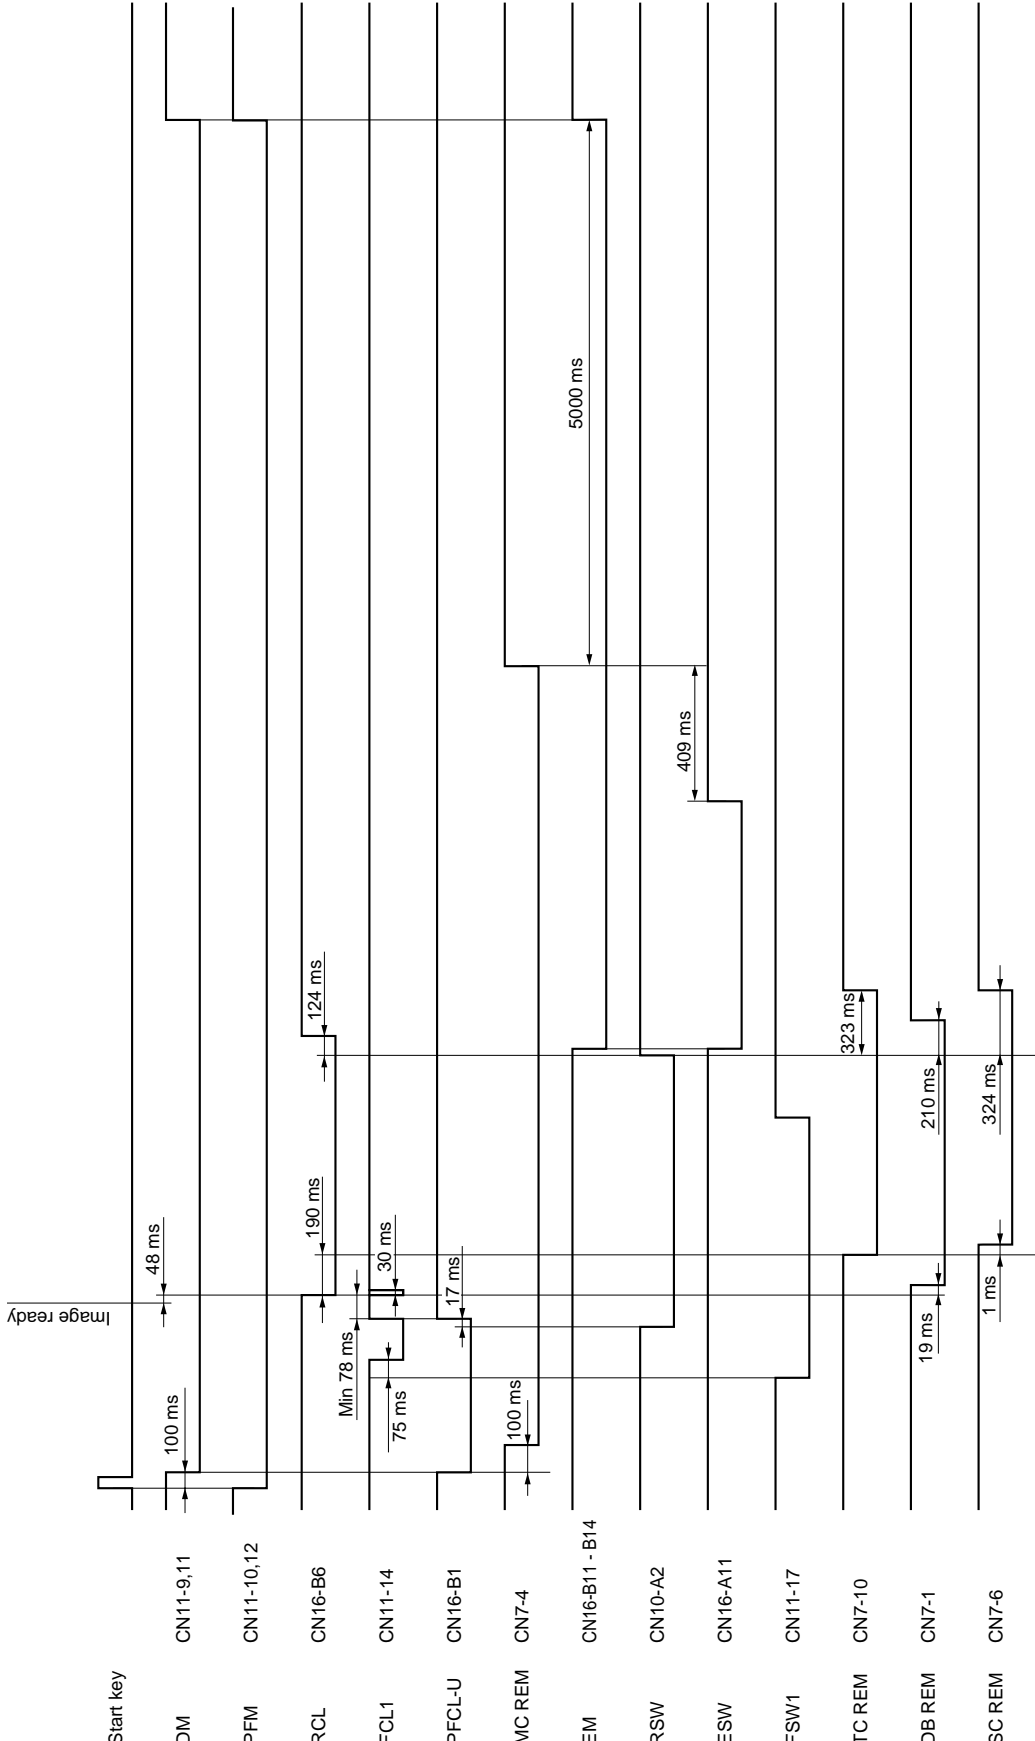 Image ready
Start key
DM CN11-9,11
100 ms
48 ms
PFM CN11-10,12
RCL CN16-B6
190 ms
124 ms
FCL1 CN11-14
Min 78 ms
75 ms
30 ms
PFCL-U CN16-B1
17 ms
MC REM CN7-4
100 ms
EM CN16-B11 - B14
5000 ms
RSW CN10-A2
ESW CN16-A11
409 ms
FSW1 CN11-17
TC REM CN7-10
323 ms
DB REM CN7-1
19 ms
210 ms
SC REM CN7-6
1 ms
324 ms